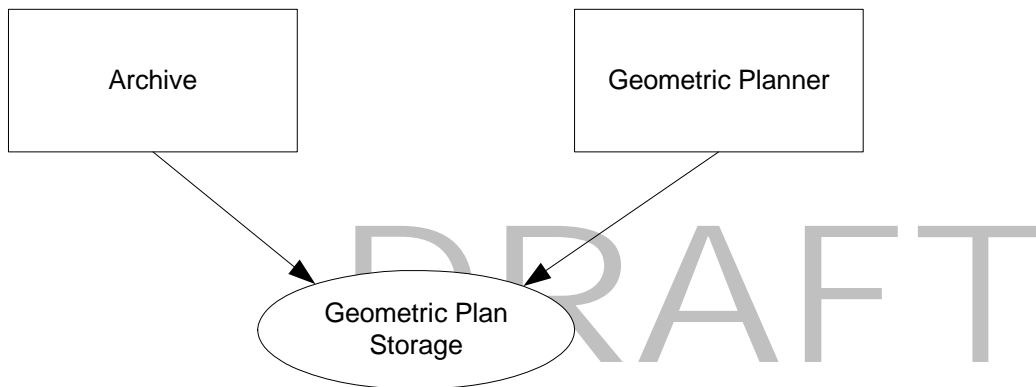 Archive
Geometric Planner
DRAFT
Geometric Plan
Storage